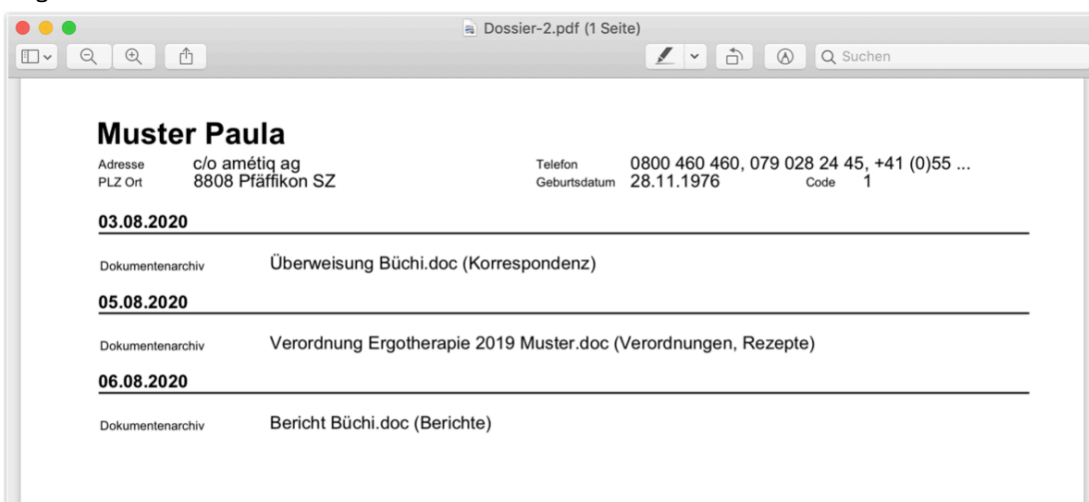 Dossier-2.pdf (1 Seite)
Suchen
Muster Paula
Adresse c/o amétiq ag Telefon 0800 460 460, 079 028 24 45, +41 (0)55 ...
PLZ Ort 8808 Pfäffikon SZ Geburtsdatum 28.11.1976 Code 1
03.08.2020
Dokumentenarchiv Überweisung Büchi.doc (Korrespondenz)
05.08.2020
Dokumentenarchiv Verordnung Ergotherapie 2019 Muster.doc (Verordnungen, Rezepte)
06.08.2020
Dokumentenarchiv Bericht Büchi.doc (Berichte)